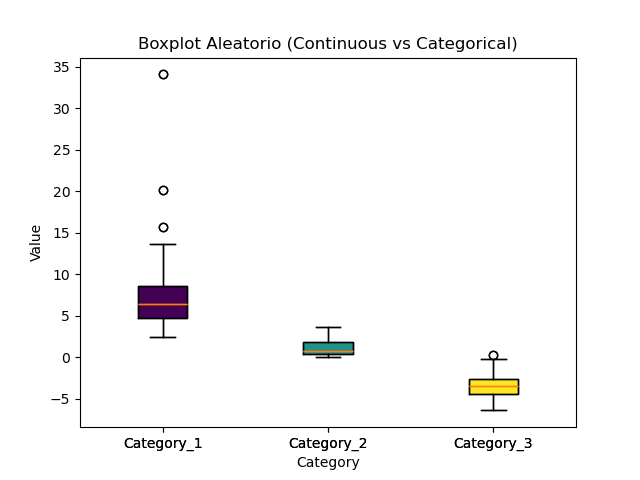 Boxplot Aleatorio (Continuous vs Categorical)
35
30
25
20
15
10
5
0
−5
Value
Category_1 Category_2 Category_3
Category